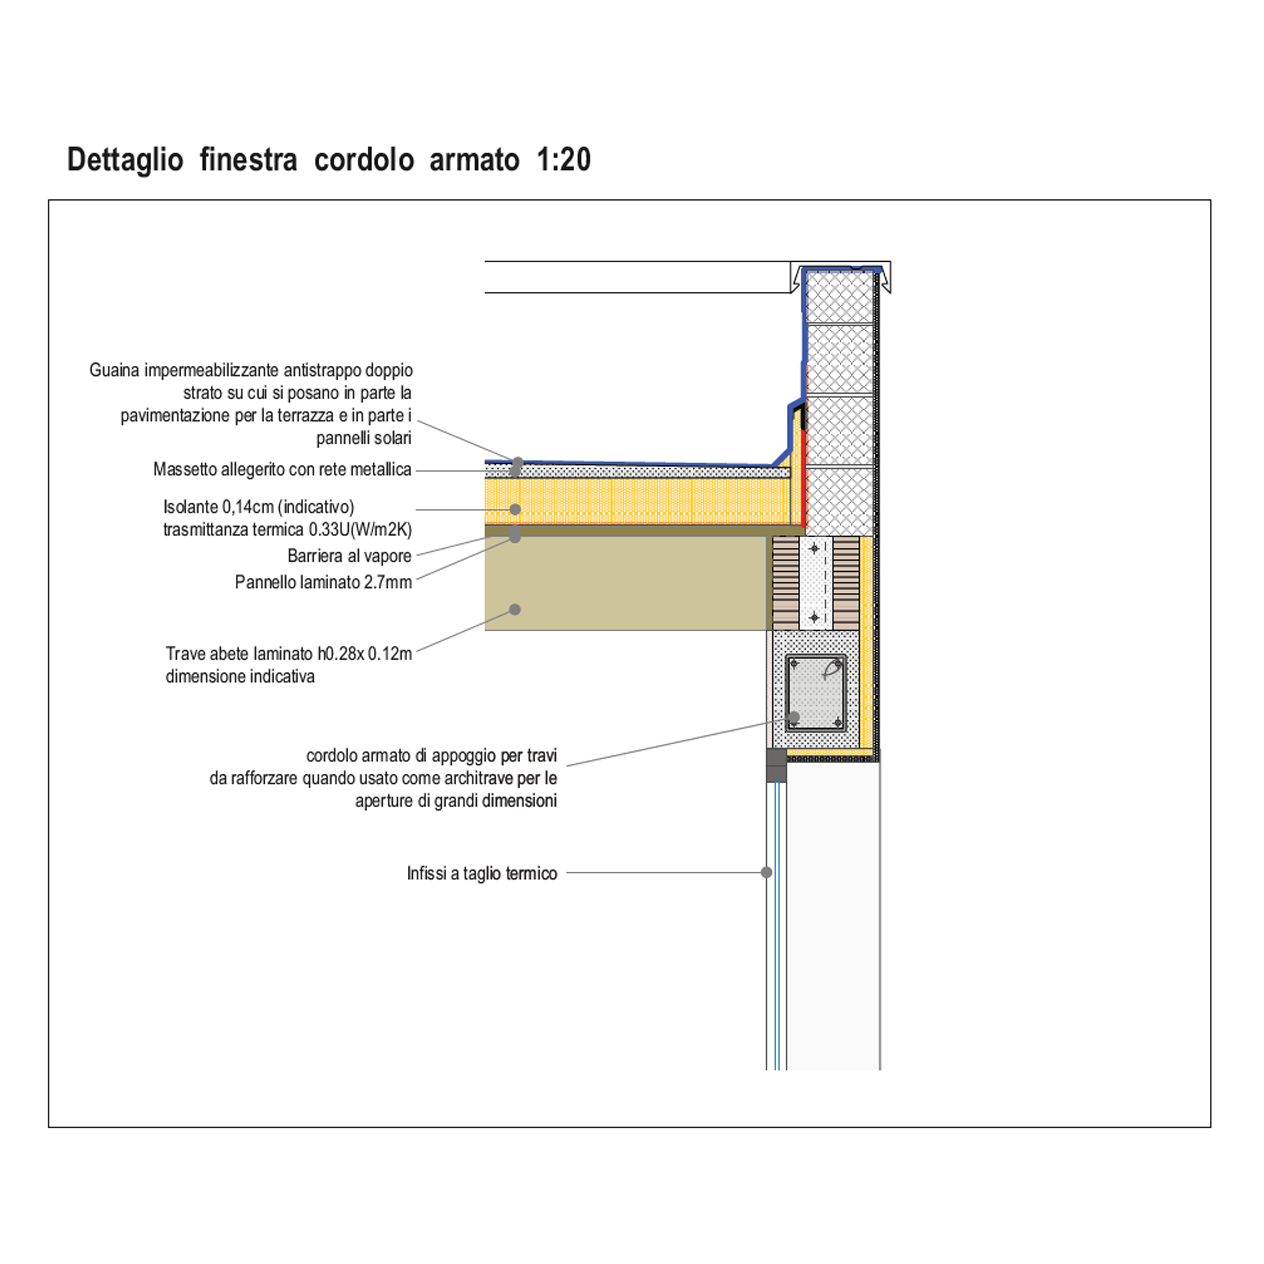 Dettaglio finestra cordolo armato 1:20
Guaina impermeabilizzante antistrappo doppio
strato su cui si posano in parte la
pavimentazione per la terrazza e in parte i
pannelli solari
Massetto allegerito con rete metallica
Isolante 0,14cm (indicativo)
trasmittanza termica 0.33U(W/m2K)
Barriera al vapore
Pannello laminato 2.7mm
Trave abete laminato h0.28x 0.12m
dimensione indicativa
cordolo armato di appoggio per travi
da rafforzare quando usato come architrave per le
aperture di grandi dimensioni
Infissi a taglio termico